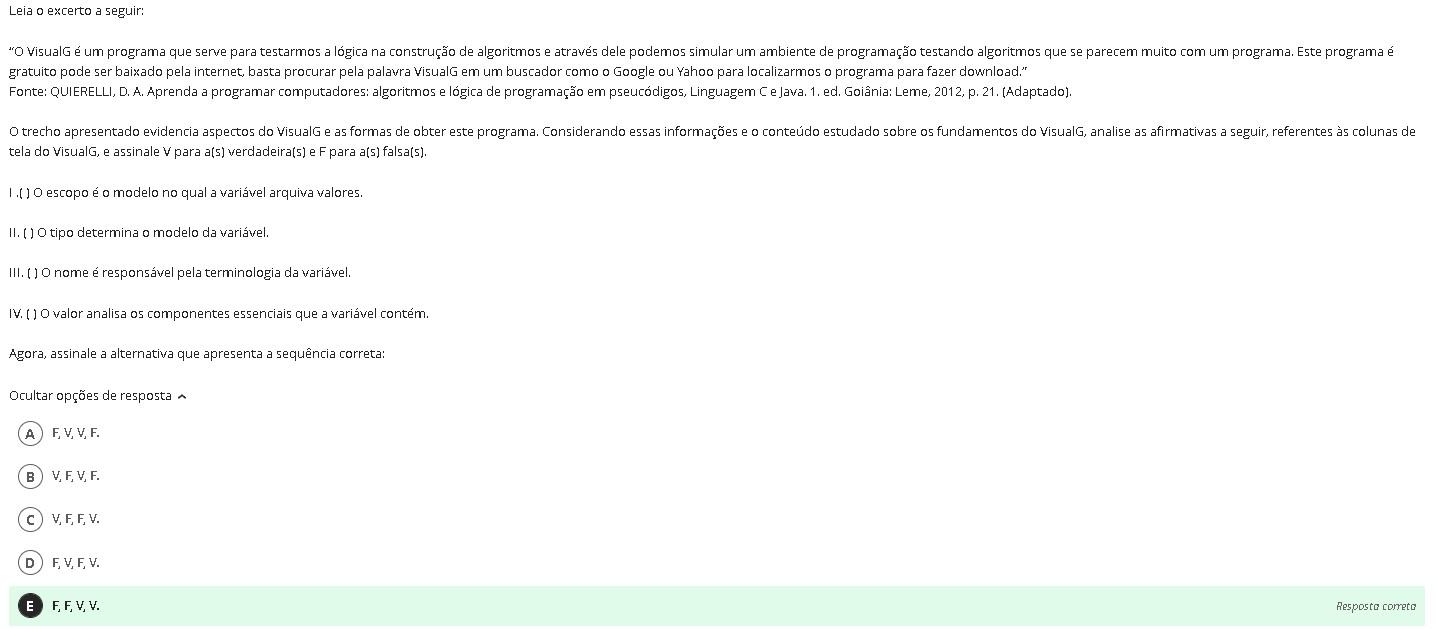 Leia o excerto a seguir:
“O VisualG é um programa que serve para testarmos a lógica na construção de algoritmos e através dele podemos simular um ambiente de programação testando algoritmos que se parecem muito com um programa. Este programa é
gratuito pode ser baixado pela internet, basta procurar pela palavra VisualG em um buscador como o Google ou Yahoo para localizarmos o programa para fazer download.”
Fonte: QUIERELLI, D. A. Aprenda a programar computadores: algoritmos e lógica de programação em pseucódigos, Linguagem C e Java. 1. ed. Goiânia: Leme, 2012, p. 21. (Adaptado).
O trecho apresentado evidencia aspectos do VisualG e as formas de obter este programa. Considerando essas informações e o conteúdo estudado sobre os fundamentos do VisualG, analise as afirmativas a seguir, referentes às colunas de
tela do VisualG, e assinale V para a(s) verdadeira(s) e F para a(s) falsa(s).
I .( ) O escopo é o modelo no qual a variável arquiva valores.
II. ( ) O tipo determina o modelo da variável.
III. ( ) O nome é responsável pela terminologia da variável.
IV. ( ) O valor analisa os componentes essenciais que a variável contém.
Agora, assinale a alternativa que apresenta a sequência correta:
Ocultar opções de resposta
A F, V, V, F.
B V, F, V, F.
C V, F, F, V.
D F, V, F, V.
E F, F, V, V. Resposta correta